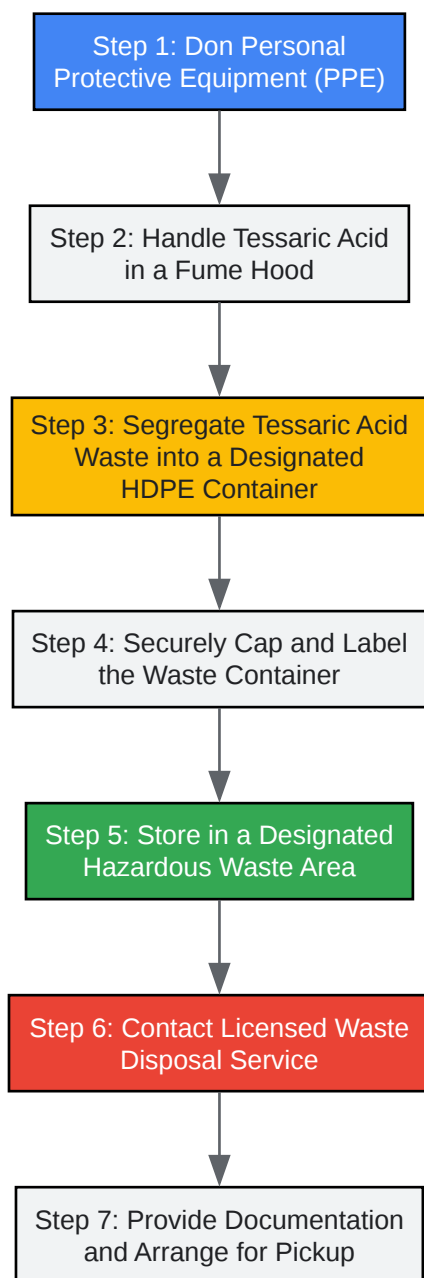 Step 1: Don Personal
Protective Equipment (PPE)
Step 2: Handle Tessaric Acid
in a Fume Hood
Step 3: Segregate Tessaric Acid
Waste into a Designated
HDPE Container
Step 4: Securely Cap and Label
the Waste Container
Step 5: Store in a Designated
Hazardous Waste Area
Step 6: Contact Licensed Waste
Disposal Service
Step 7: Provide Documentation
and Arrange for Pickup